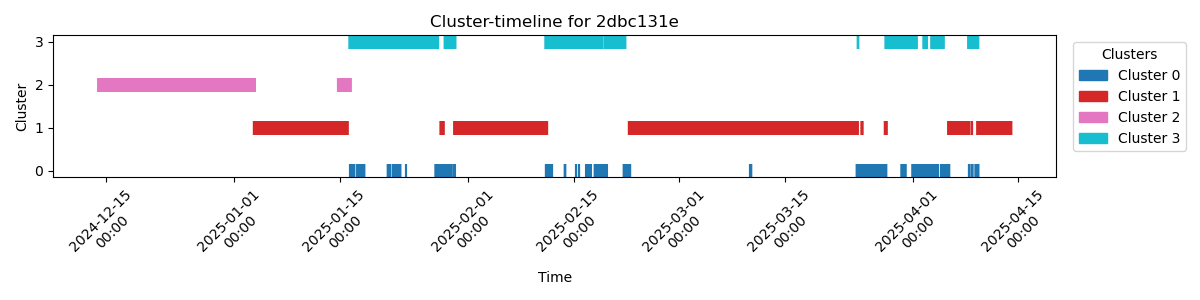 Cluster-timeline for 2dbc131e
Cluster
3
2
1
0
2024-12-15
00:00
2025-01-01
00:00
2025-01-15
00:00
2025-02-01
00:00
2025-02-15
00:00
2025-03-01
00:00
2025-03-15
00:00
2025-04-01
00:00
2025-04-15
00:00
Time
Clusters
Cluster 0
Cluster 1
Cluster 2
Cluster 3